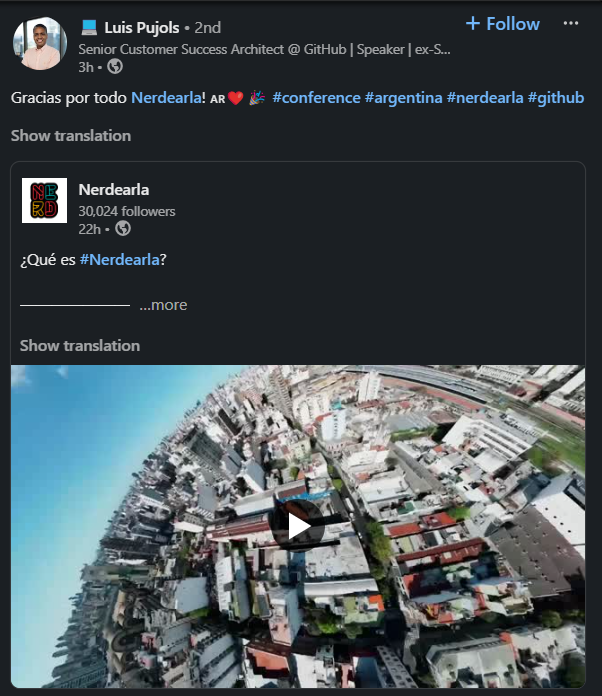 💻 Luis Pujols • 2nd
+ Follow
Senior Customer Success Architect @ GitHub | Speaker | ex-S...
3h •
Gracias por todo Nerdearla! AR❤️ 🎉 #conference #argentina #nerdearla #github
Show translation
NERD
Nerdearla
30,024 followers
22h •
¿Qué es #Nerdearla?
...more
Show translation